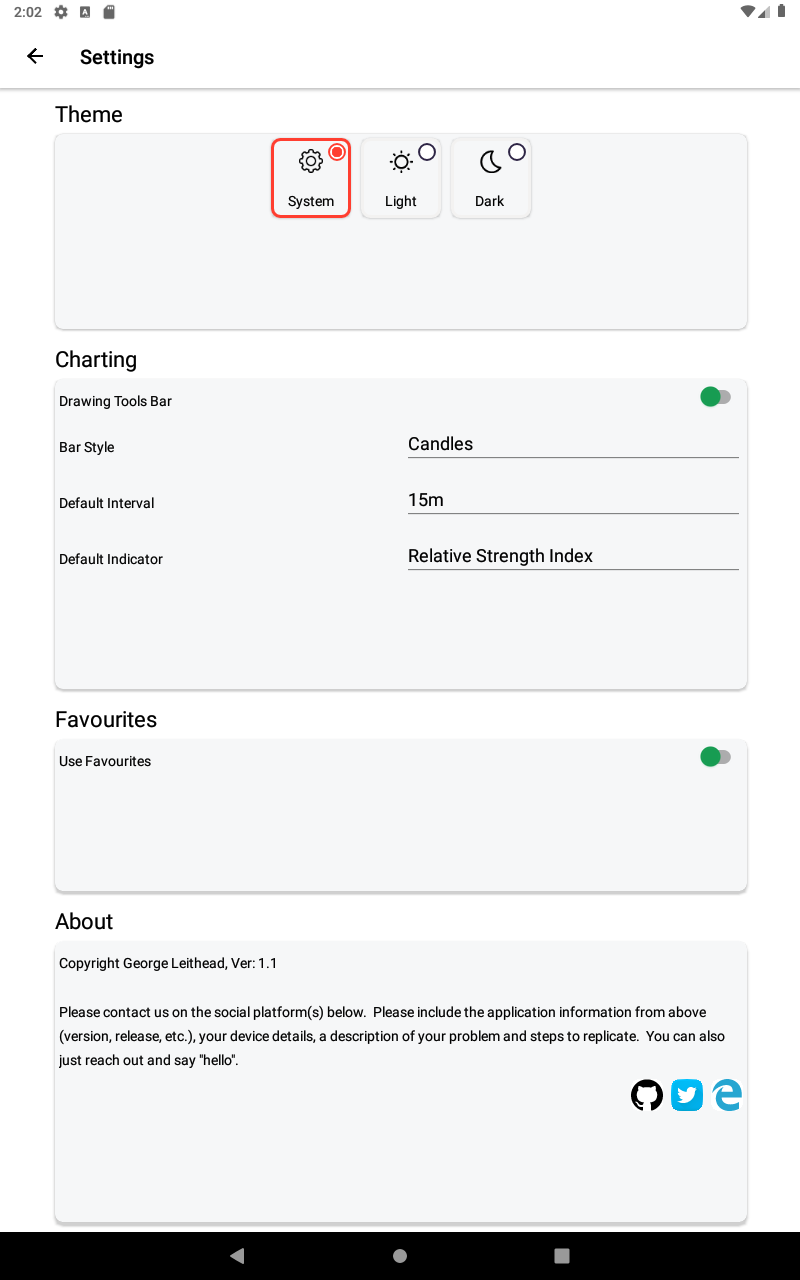 2:02
Settings
Theme
System
Light
Dark
Charting
Drawing Tools Bar
Bar Style
Candles
Default Interval
15m
Default Indicator
Relative Strength Index
Favourites
Use Favourites
About
Copyright George Leithead, Ver: 1.1
Please contact us on the social platform(s) below.  Please include the application information from above
(version, release, etc.), your device details, a description of your problem and steps to replicate.  You can also
just reach out and say "hello".